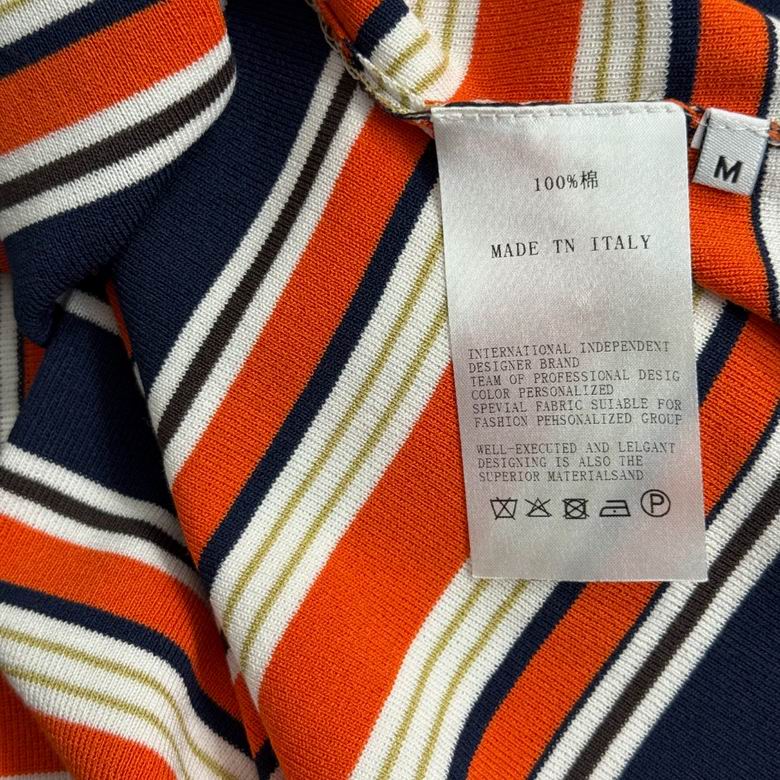 100%棉
M
MADE TN ITALY
INTERNATIONAL INDEPENDENT
DESIGNER BRAND
TEAM OF PROFESSIONAL DESIG
COLOR PERSONALIZED
SPEVIAL FABRIC SUIABLE FOR
FASHION PEHSONALIZED GROUP
WELL-EXECUTED AND LELGANT
DESIGNING IS ALSO THE
SUPERIOR MATERIALSAND
P